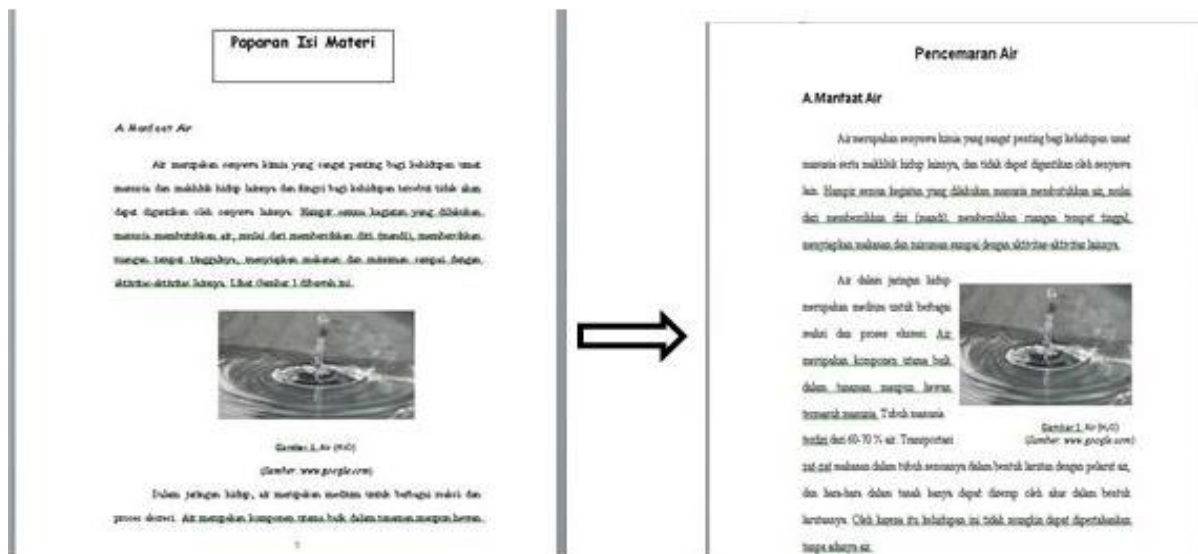 Paparan Isi Materi
A. Manfaat Air
Air merupakan senyawa kimia yang sangat penting bagi kehidupan umat
manusia dan makhluk hidup lainnya dan fungsi bagi kehidupan tersebut tidak akan
dapat digantikan oleh senyawa lainnya. Hampir semua kegiatan yang dilakukan
manusia membutuhkan air, mulai dari membersihkan diri (mandi), membersihkan
ruangan tempat tinggalnya, menyiapkan makanan dan minuman sampai dengan
aktivitas-aktivitas lainnya. Lihat Gambar 1 dibawah ini.
Gambar 1. Air (H2O)
(Sumber: www.google.com)
Dalam jaringan hidup, air merupakan medium untuk berbagai reaksi dan
proses ekskresi. Air merupakan komponen utama baik dalam tanaman maupun hewan,
Pencemaran Air
A.Manfaat Air
Air merupakan senyawa kimia yang sangat penting bagi kehidupan umat
manusia serta makhluk hidup lainnya, dan tidak dapat digantikan oleh senyawa
lain. Hampir semua kegiatan yang dilakukan manusia membutuhkan air, mulai
dari membersihkan diri (mandi), membersihkan ruangan tempat tinggal,
menyiapkan makanan dan minuman sampai dengan aktivitas-aktivitas lainnya.
Air dalam jaringan hidup
merupakan medium untuk berbagai
reaksi dan proses ekskresi. Air
merupakan komponen utama baik
dalam tanaman maupun hewan
termasuk manusia. Tubuh manusia
terdiri dari 60-70 % air. Transportasi
Gambar 1. Air (H2O)
(Sumber: www.google.com)
zat-zat makanan dalam tubuh semuanya dalam bentuk larutan dengan pelarut air,
dan hara-hara dalam tanah hanya dapat diserap oleh akar dalam bentuk
larutannya. Oleh karena itu kehidupan ini tidak mungkin dapat dipertahankan
tanpa adanya air.